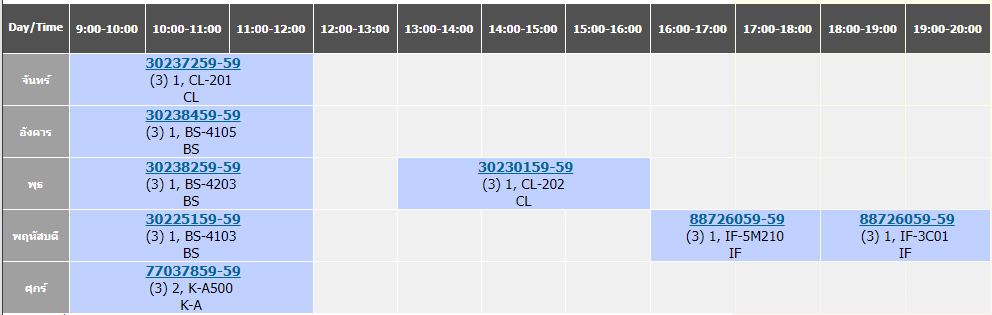 Day/Time 9:00-10:00 10:00-11:00 11:00-12:00 12:00-13:00 13:00-14:00 14:00-15:00 15:00-16:00 16:00-17:00 17:00-18:00 18:00-19:00 19:00-20:00
จันทร์
30237259-59
(3) 1, CL-201
CL
อังคาร
30238459-59
(3) 1, BS-4105
BS
พุธ
30238259-59
(3) 1, BS-4203
BS
30230159-59
(3) 1, CL-202
CL
พฤหัสบดี
30225159-59
(3) 1, BS-4103
BS
88726059-59
(3) 1, IF-5M210
IF
88726059-59
(3) 1, IF-3C01
IF
ศุกร์
77037859-59
(3) 2, K-A500
K-A